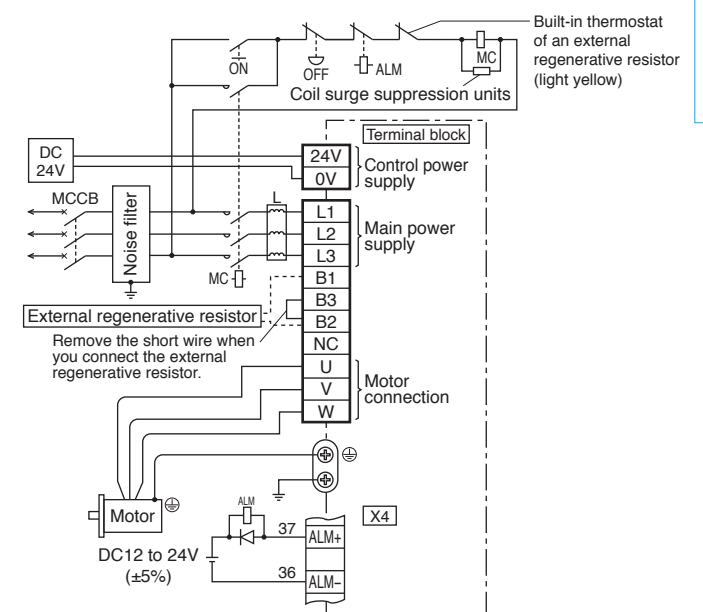 Built-in thermostat
of an external
regenerative resistor
(light yellow)
ON
OFF
ALM
MC
Coil surge suppression units
Terminal block
DC
24V
24V
0V
Control power
supply
MCCB
Noise filter
L
L1
L2
L3
Main power
supply
MC
B1
B3
B2
NC
External regenerative resistor
Remove the short wire when
you connect the external
regenerative resistor.
U
V
W
Motor
connection
Motor
ALM
X4
37
ALM+
DC12 to 24V
(±5%)
36
ALM−